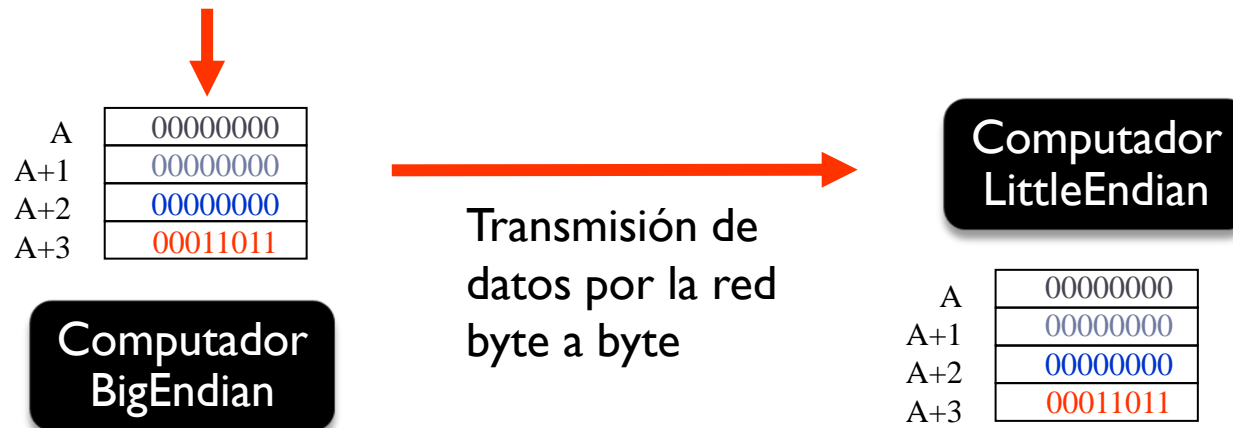 A 00000000
A+1 00000000
A+2 00000000
A+3 00011011
Computador
BigEndian
Transmisión de
datos por la red
byte a byte
Computador
LittleEndian
A 00000000
A+1 00000000
A+2 00000000
A+3 00011011